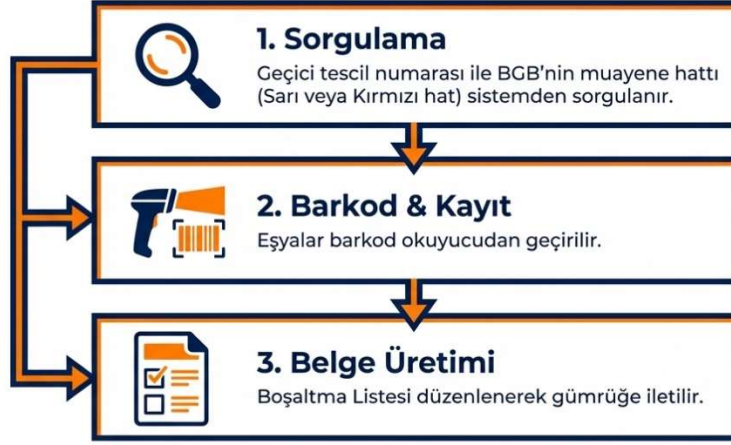 1. Sorgulama
Geçici tescil numarası ile BGB'nin muayene hattı
(Sarı veya Kırmızı hat) sistemden sorgulanır.
2. Barkod & Kayıt
Eşyalar barkod okuyucudan geçirilir.
3. Belge Üretimi
Boşaltma Listesi düzenlenerek gümrüğe iletilir.